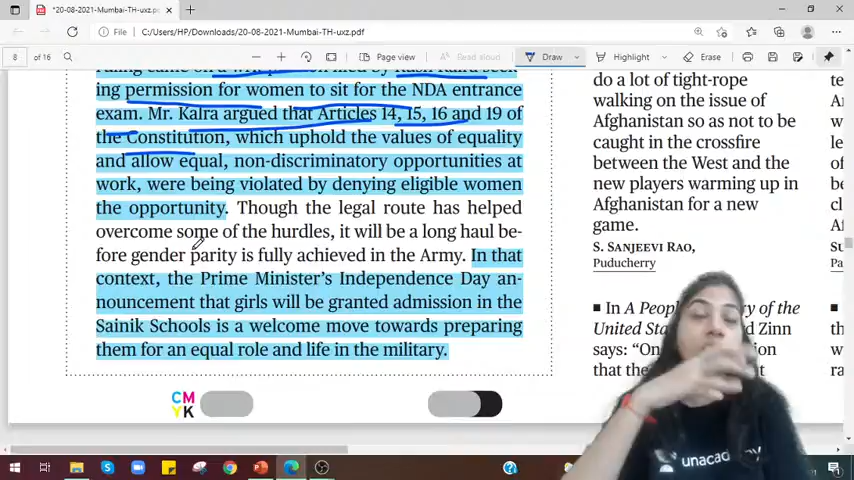 *20-08-2021-Mumbai-TH-uxz.pdf
File
C:/Users/HP/Downloads/20-08-2021-Mumbai-TH-uxz.pdf
8 of 16
Page view
Read aloud
Draw
Highlight
Erase
ing permission for women to sit for the NDA entrance
exam. Mr. Kalra argued that Articles 14, 15, 16 and 19 of
the Constitution, which uphold the values of equality
and allow equal, non-discriminatory opportunities at
work, were being violated by denying eligible women
the opportunity. Though the legal route has helped
overcome some of the hurdles, it will be a long haul be-
fore gender parity is fully achieved in the Army. In that
context, the Prime Minister's Independence Day an-
nouncement that girls will be granted admission in the
Sainik Schools is a welcome move towards preparing
them for an equal role and life in the military.
CM
YK
do a lot of tight-rope
walking on the issue of
Afghanistan so as not to be
caught in the crossfire
between the West and the
new players warming up in
Afghanistan for a new
game.
S. SANJEEVI RAO,
Puducherry
In A of the
United Zinn
says: "On
that the
unacademy